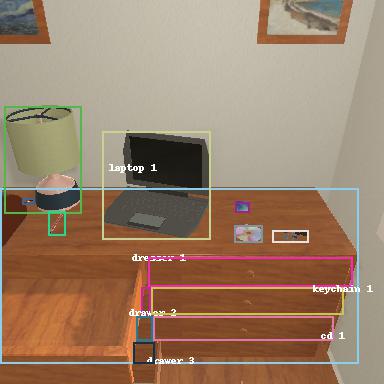 laptop 1
dresser 1
keychain 1
drawer 2
cd 1
drawer 3